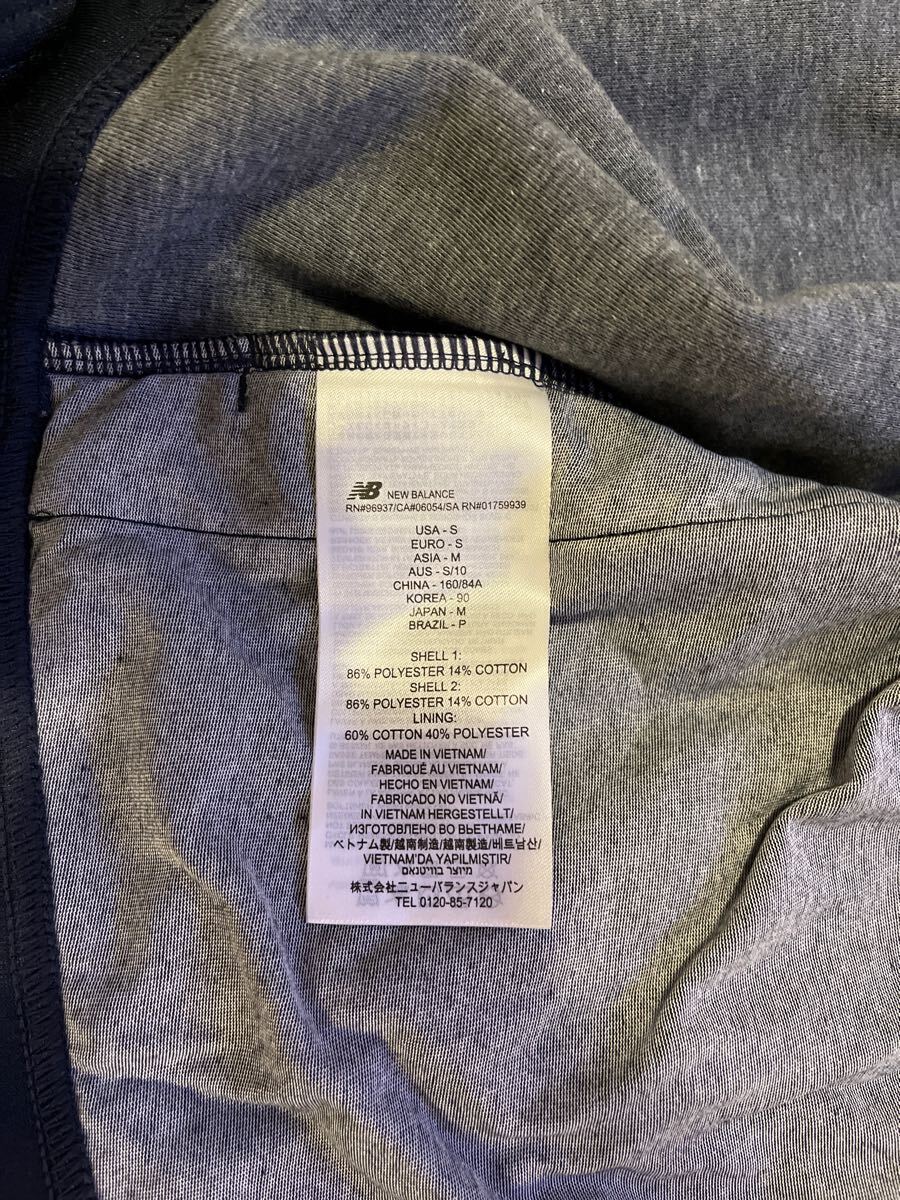 NB NEW BALANCE
RN#96937/CA#06054/SA RN#01759939
USA - S
EURO - S
ASIA - M
AUS - S/10
CHINA - 160/84A
KOREA - 90
JAPAN - M
BRAZIL - P
SHELL 1:
86% POLYESTER 14% COTTON
SHELL 2:
86% POLYESTER 14% COTTON
LINING:
60% COTTON 40% POLYESTER
MADE IN VIETNAM/
FABRIQUÉ AU VIETNAM/
HECHO EN VIETNAM/
FABRICADO NO VIETNÃ/
IN VIETNAM HERGESTELLT/
ИЗГОТОВЛЕНО ВО ВЬЕТНАМЕ/
ベトナム製/越南制造/越南製造/베트남산/
VIETNAM'DA YAPILMIŞTIR/
מיוצר בווייטנאם
株式会社ニューバランスジャパン
TEL 0120-85-7120